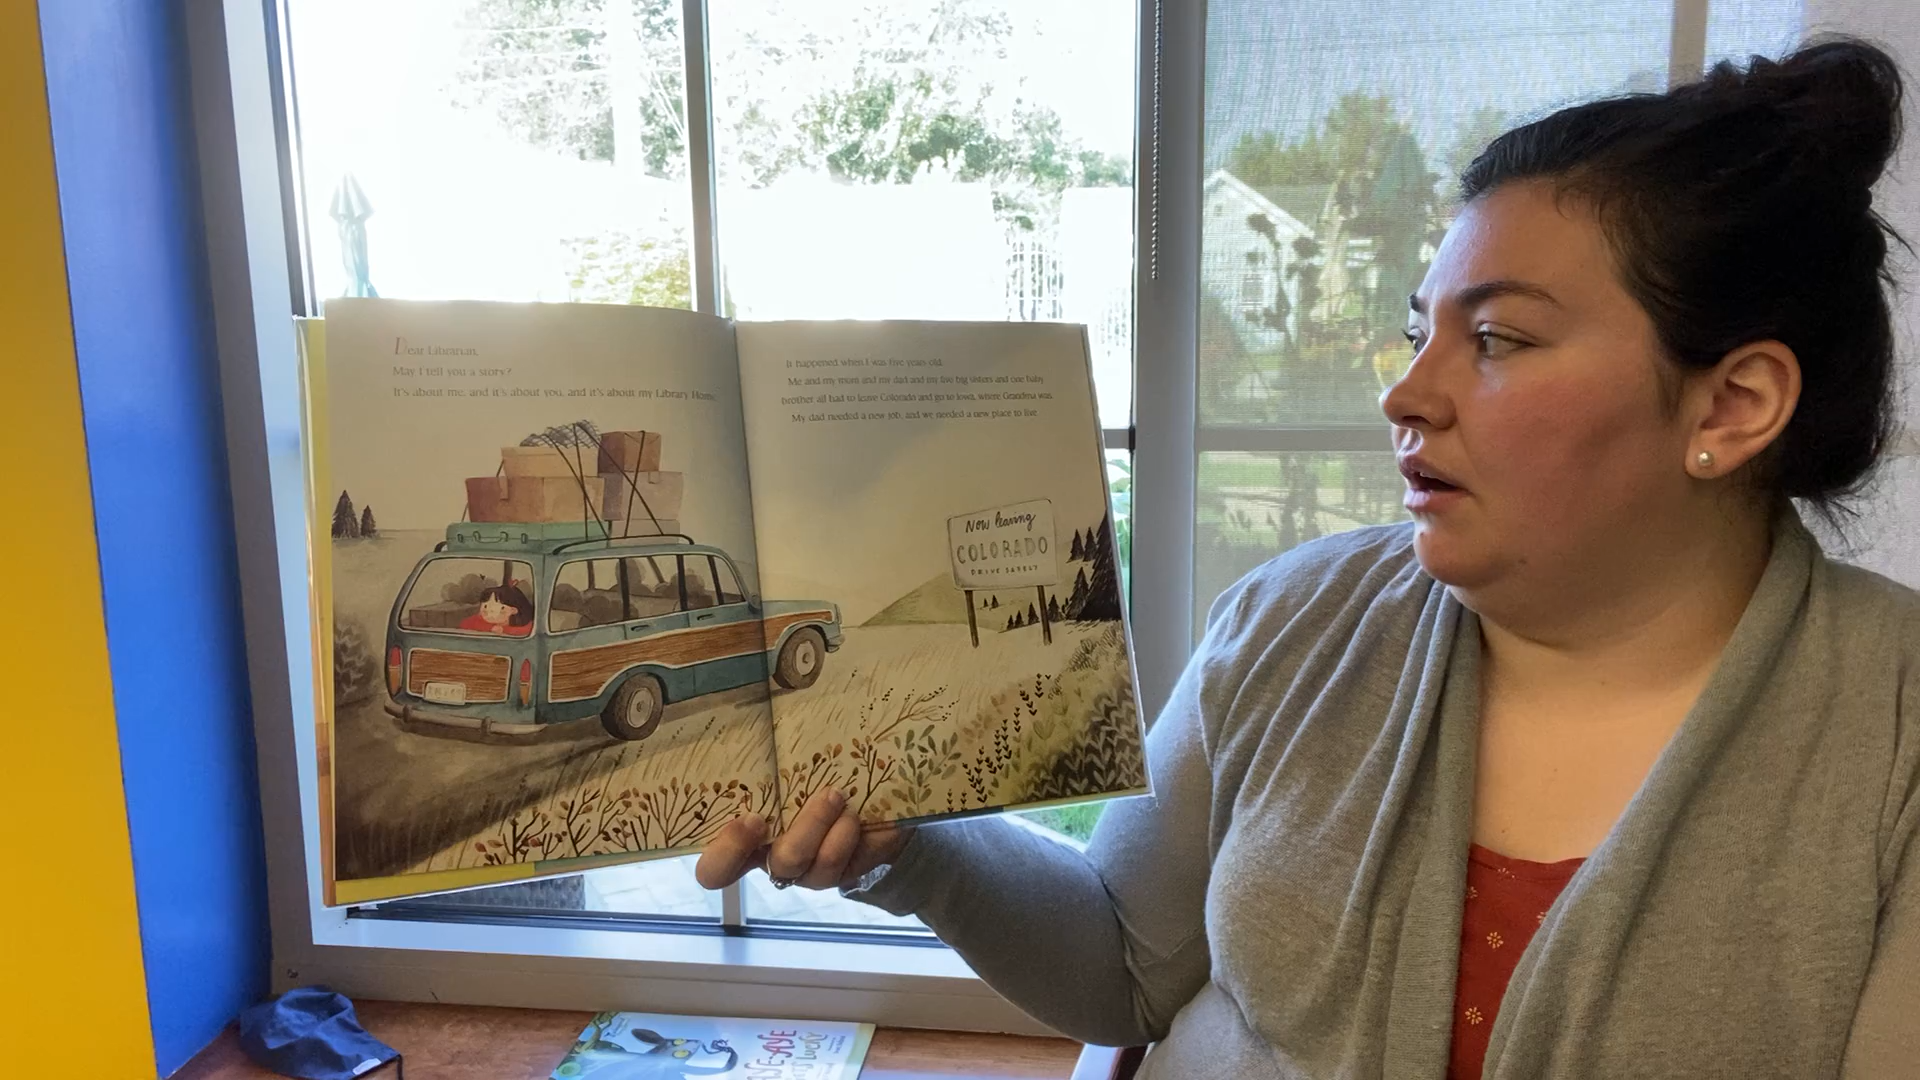 Dear Librarian,
May I tell you a story?
It's about me, and it's about you, and it's about my Library Home.
It happened when I was five years old.
Me and my mom and my dad and my five big sisters and one baby
brother all had to leave Colorado and go to Iowa, where Grandma was.
My dad needed a new job, and we needed a new place to live.
Now leaving
COLORADO
DRIVE SAFELY
AYE-AYE
LUCKY